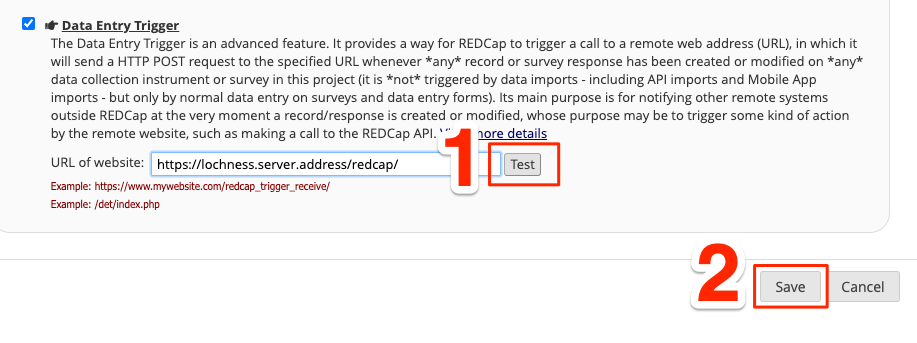 Data Entry Trigger
The Data Entry Trigger is an advanced feature. It provides a way for REDCap to trigger a call to a remote web address (URL), in which it
will send a HTTP POST request to the specified URL whenever *any* record or survey response has been created or modified on *any*
data collection instrument or survey in this project (it is *not* triggered by data imports - including API imports and Mobile App
imports - but only by normal data entry on surveys and data entry forms). Its main purpose is for notifying other remote systems
outside REDCap at the very moment a record/response is created or modified, whose purpose may be to trigger some kind of action
by the remote website, such as making a call to the REDCap API. more details
URL of website: https://lochness.server.address/redcap/ 1 Test
Example: https://www.mywebsite.com/redcap_trigger_receive/
Example: /det/index.php
2 Save Cancel